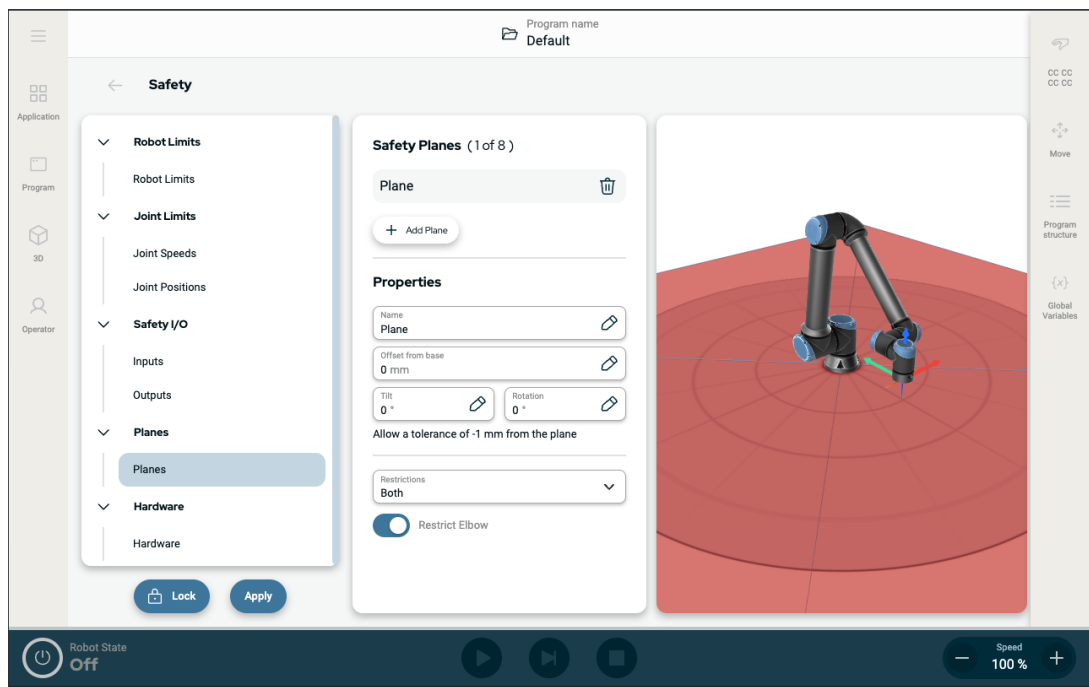 Program name
Default
Safety
Application
Program
3D
Operator
Robot Limits
Robot Limits
Joint Limits
Joint Speeds
Joint Positions
Safety I/O
Inputs
Outputs
Planes
Planes
Hardware
Hardware
Lock
Apply
Safety Planes (1 of 8)
Plane
+ Add Plane
Properties
Name
Plane
Offset from base
0 mm
Tilt
0 °
Rotation
0 °
Allow a tolerance of -1 mm from the plane
Restrictions
Both
Restrict Elbow
CC CC
CC CC
Move
Program
structure
{x}
Global
Variables
Robot State
Off
Speed
100 %